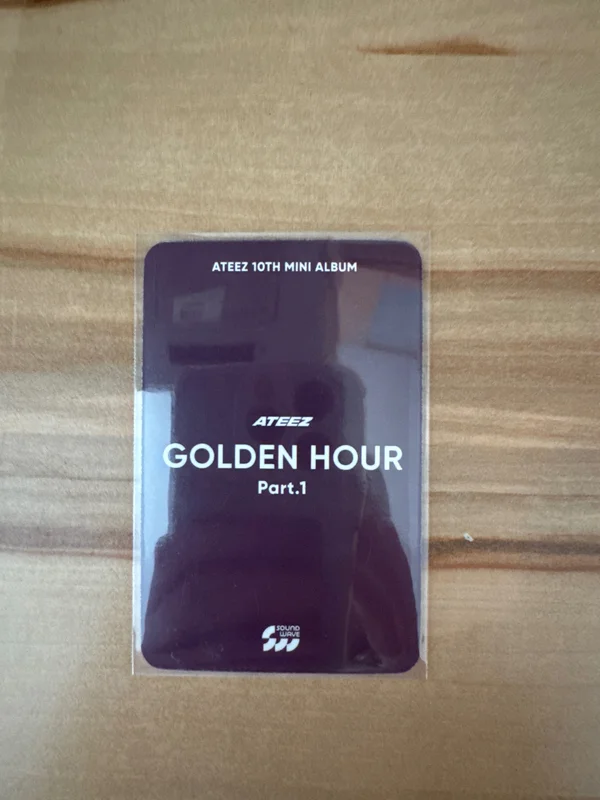 ATEEZ 10TH MINI ALBUM
ATEEZ
GOLDEN HOUR
Part.1
SOUND
WAVE